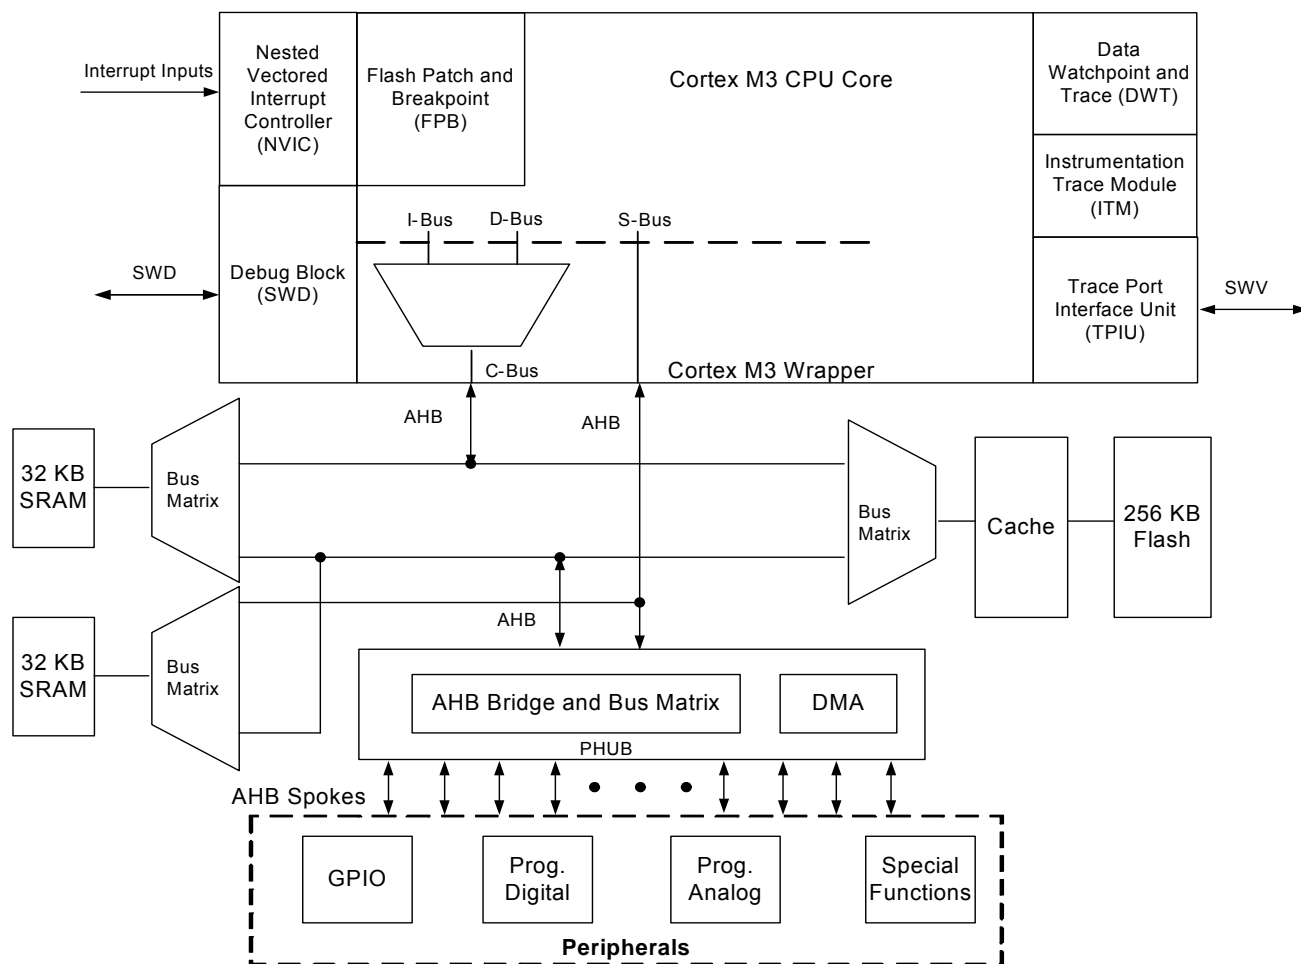 Interrupt Inputs
Nested
Vectored
Interrupt
Controller
(NVIC)
Flash Patch and
Breakpoint
(FPB)
Cortex M3 CPU Core
Data
Watchpoint and
Trace (DWT)
Instrumentation
Trace Module
(ITM)
I-Bus
D-Bus
S-Bus
SWD
Debug Block
(SWD)
Trace Port
Interface Unit
(TPIU)
SWV
C-Bus
Cortex M3 Wrapper
AHB
AHB
32 KB
SRAM
Bus
Matrix
Bus
Matrix
Cache
256 KB
Flash
AHB
32 KB
SRAM
Bus
Matrix
AHB Bridge and Bus Matrix
DMA
PHUB
AHB Spokes
GPIO
Prog.
Digital
Prog.
Analog
Special
Functions
Peripherals